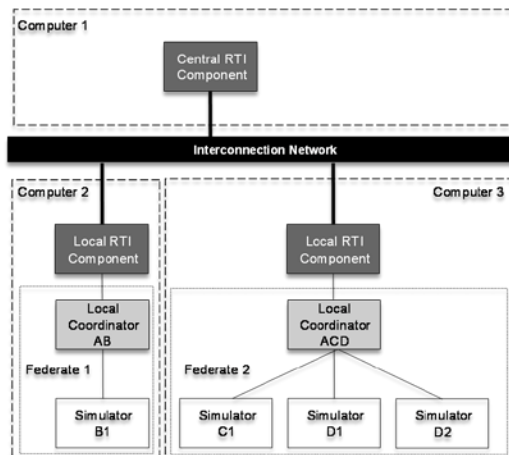 Computer 1
Central RTI
Component
Interconnection Network
Computer 2
Computer 3
Local RTI
Component
Local RTI
Component
Local
Coordinator
AB
Local
Coordinator
ACD
Federate 1
Federate 2
Simulator
B1
Simulator
C1
Simulator
D1
Simulator
D2